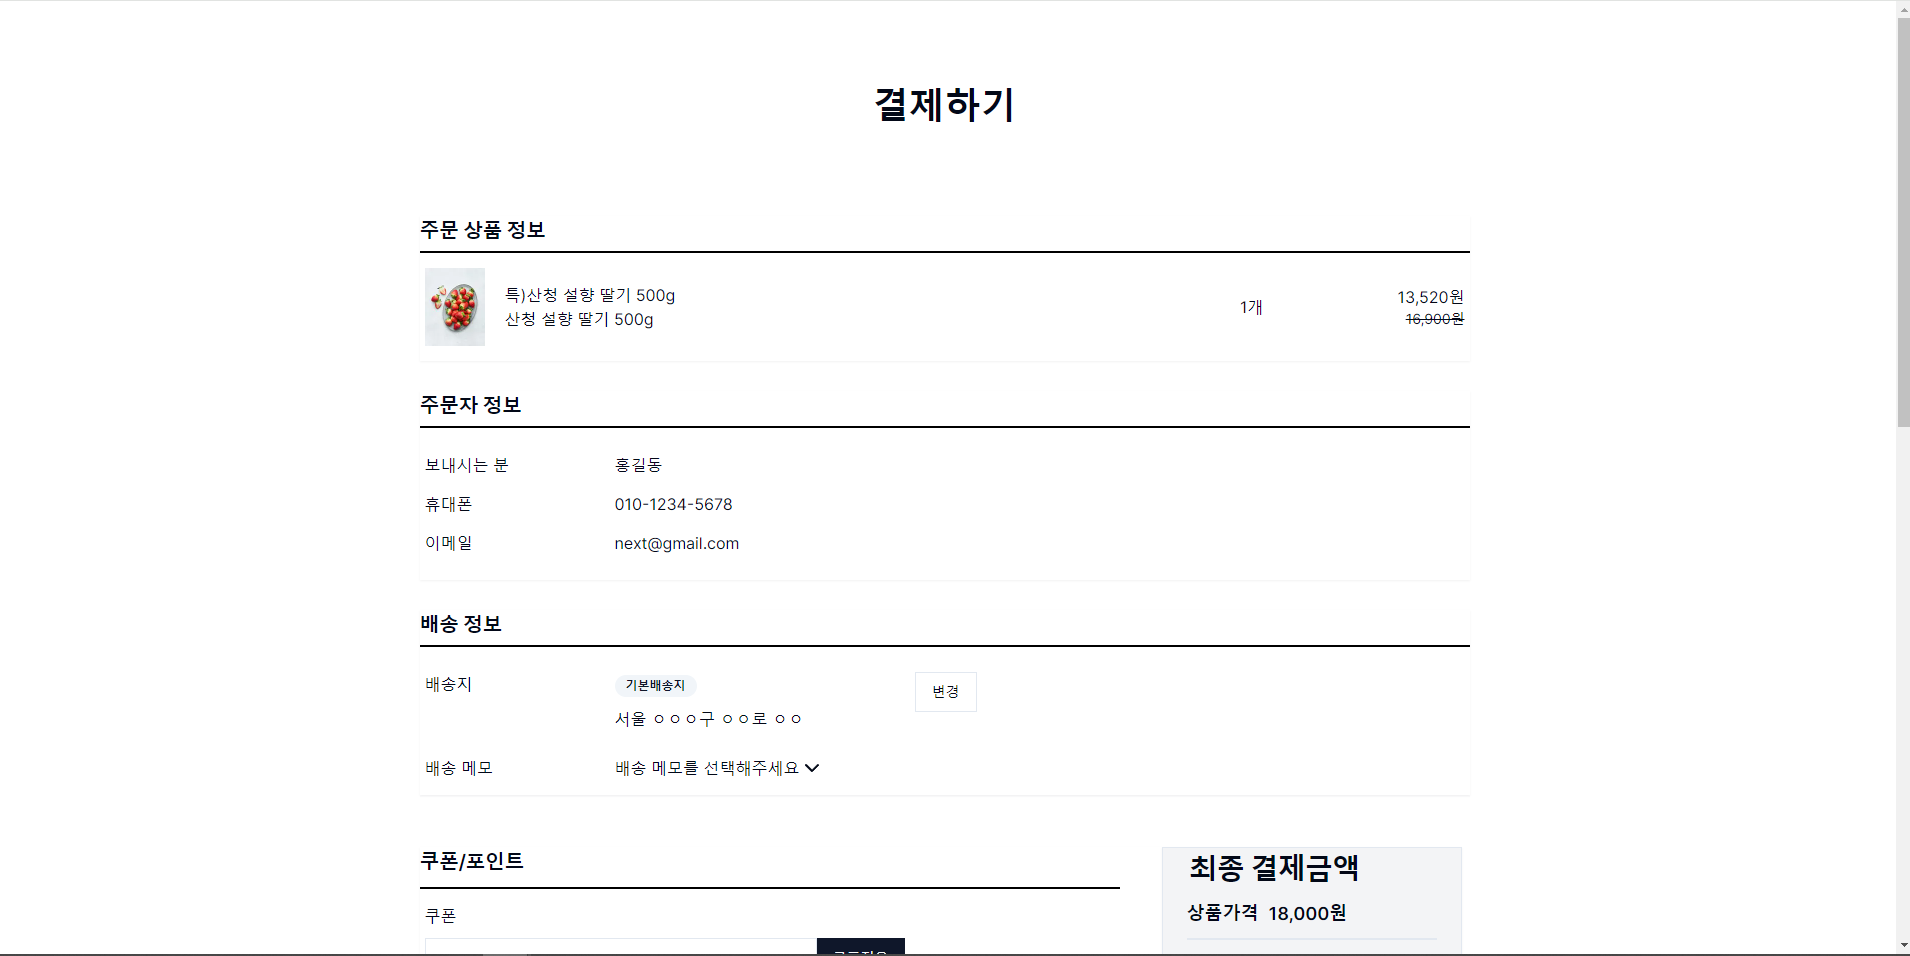 결제하기
주문 상품 정보
특)산청 설향 딸기 500g
산청 설향 딸기 500g
1개
13,520원
16,900원
주문자 정보
보내시는 분 홍길동
휴대폰 010-1234-5678
이메일 next@gmail.com
배송 정보
배송지 기본배송지 변경
서울 ㅇㅇㅇ구 ㅇㅇ로 ㅇㅇ
배송 메모 배송 메모를 선택해주세요
쿠폰/포인트
쿠폰
최종 결제금액
상품가격 18,000원